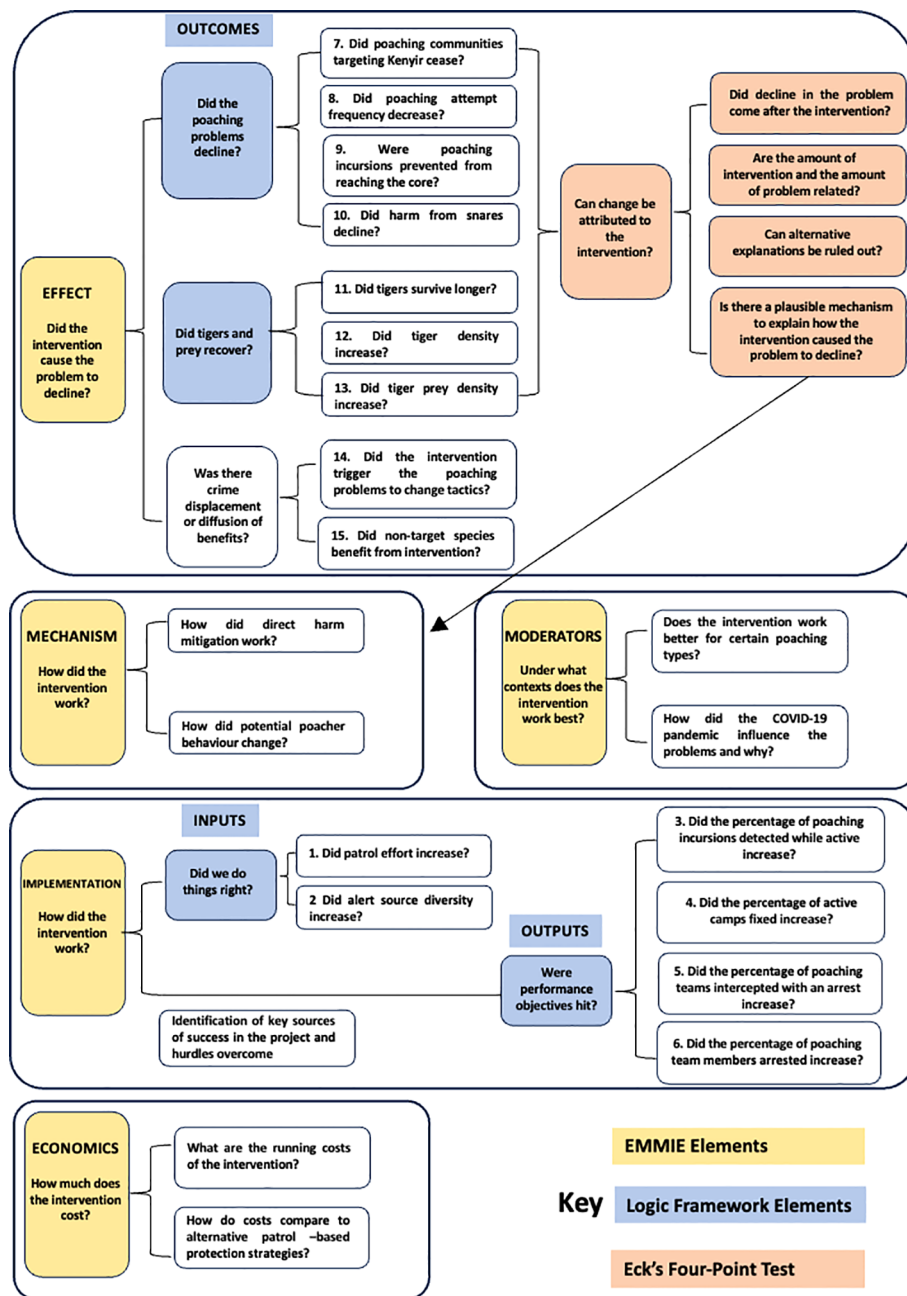 OUTCOMES
Did the
poaching
problems
decline?
7. Did poaching communities
targeting Kenyir cease?
8. Did poaching attempt
frequency decrease?
9. Were poaching
incursions prevented from
reaching the core?
10. Did harm from snares
decline?
EFFECT
Did the
intervention
cause the
problem to
decline?
Did tigers and
prey recover?
11. Did tigers survive longer?
12. Did tiger density
increase?
13. Did tiger prey density
increase?
Was there
crime
displacement
or diffusion of
benefits?
14. Did the intervention
trigger the poaching
problems to change tactics?
15. Did non-target species
benefit from intervention?
Can change be
attributed to
the
intervention?
Did decline in the problem
come after the intervention?
Are the amount of
intervention and the amount
of problem related?
Can alternative
explanations be ruled out?
Is there a plausible mechanism
to explain how the
intervention caused the
problem to decline?
MECHANISM
How did the
intervention
work?
How did direct harm
mitigation work?
How did potential poacher
behaviour change?
MODERATORS
Under what
contexts does the
intervention
work best?
Does the intervention work
better for certain poaching
types?
How did the COVID-19
pandemic influence the
problems and why?
INPUTS
IMPLEMENTATION
How did the
intervention
work?
Did we do
things right?
1. Did patrol effort increase?
2 Did alert source diversity
increase?
OUTPUTS
Were
performance
objectives hit?
Identification of key sources
of success in the project and
hurdles overcome
3. Did the percentage of poaching
incursions detected while active
increase?
4. Did the percentage of active
camps fixed increase?
5. Did the percentage of poaching
teams intercepted with an arrest
increase?
6. Did the percentage of poaching
team members arrested increase?
ECONOMICS
How much does
the intervention
cost?
What are the running costs
of the intervention?
How do costs compare to
alternative patrol –based
protection strategies?
Key
EMMIE Elements
Logic Framework Elements
Eck's Four-Point Test